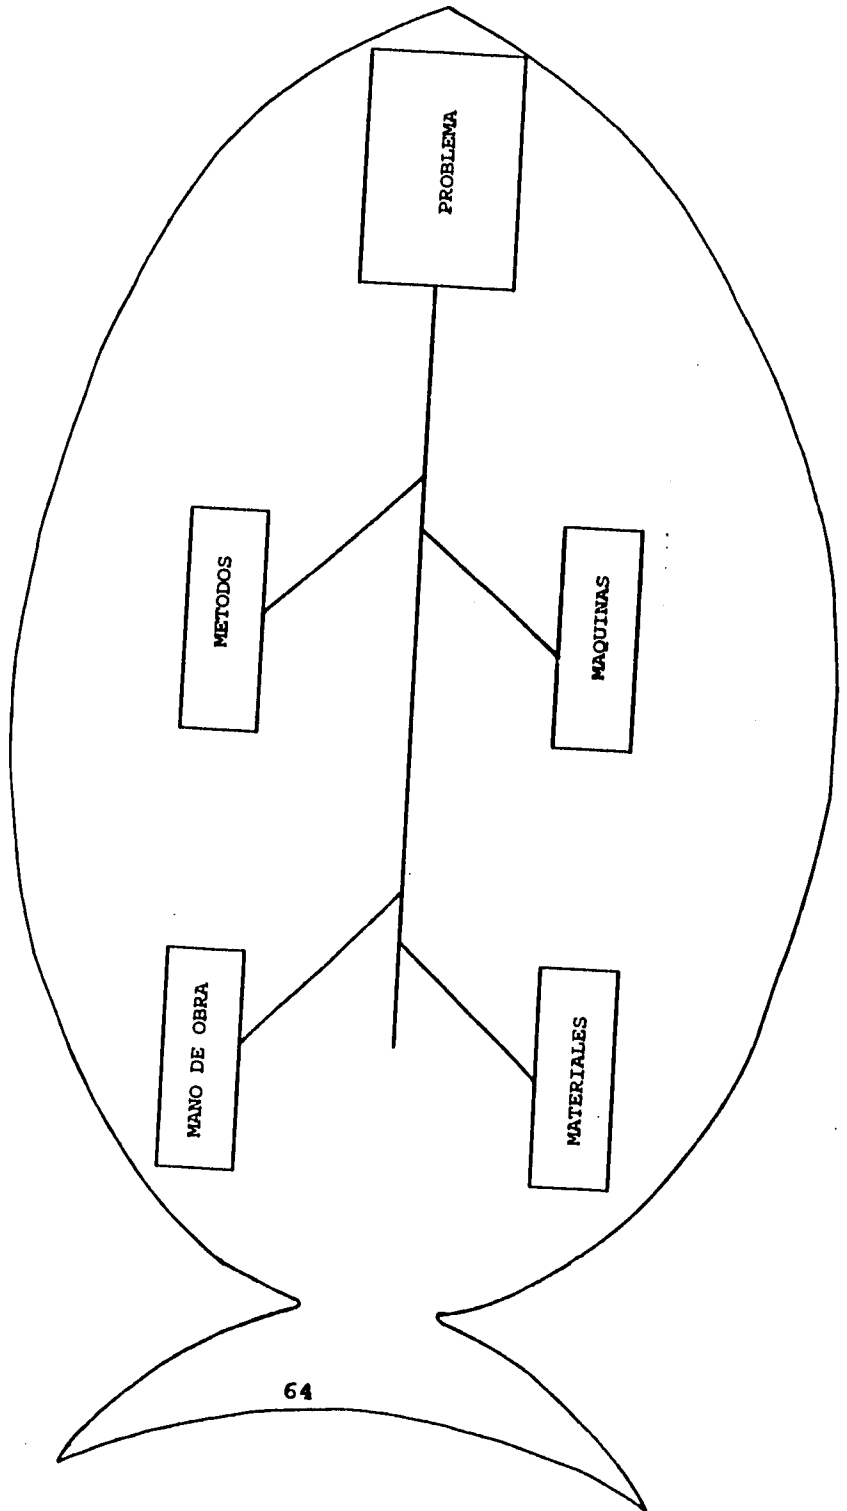 PROBLEMA
METODOS
MAQUINAS
MANO DE OBRA
MATERIALES
64